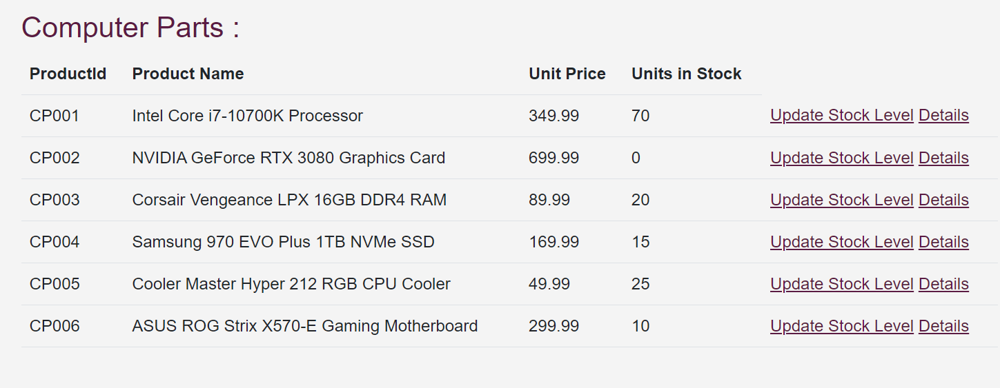 Computer Parts :
ProductId Product Name Unit Price Units in Stock
CP001 Intel Core i7-10700K Processor 349.99 70 Update Stock Level Details
CP002 NVIDIA GeForce RTX 3080 Graphics Card 699.99 0 Update Stock Level Details
CP003 Corsair Vengeance LPX 16GB DDR4 RAM 89.99 20 Update Stock Level Details
CP004 Samsung 970 EVO Plus 1TB NVMe SSD 169.99 15 Update Stock Level Details
CP005 Cooler Master Hyper 212 RGB CPU Cooler 49.99 25 Update Stock Level Details
CP006 ASUS ROG Strix X570-E Gaming Motherboard 299.99 10 Update Stock Level Details